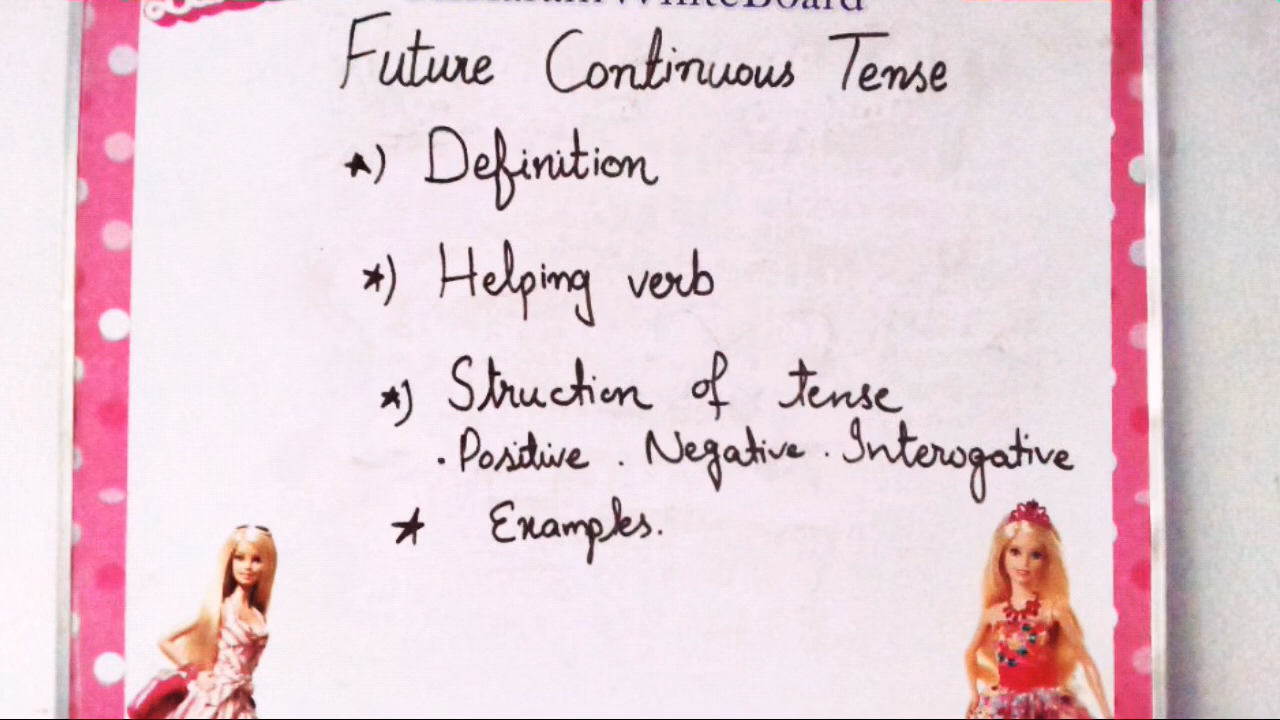 Future Continuous Tense
★) Definition
★) Helping verb
★) Struction of tense
. Positive . Negative . Interogative
★ Examples.